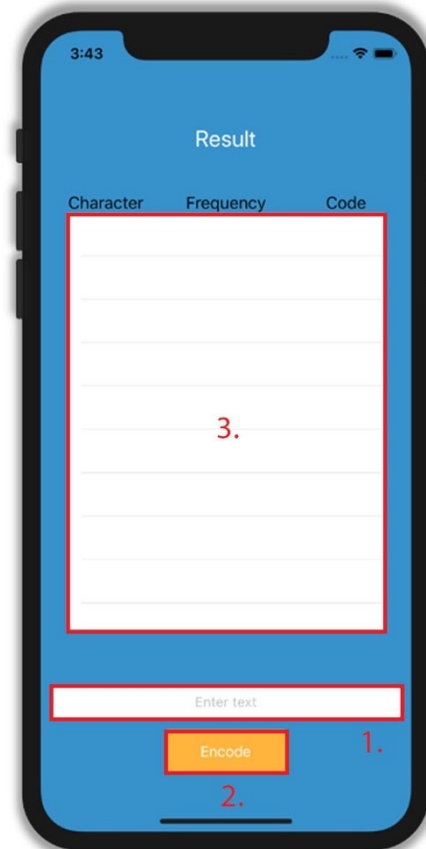 3:43
Result
Character Frequency Code
3.
Enter text
1.
Encode
2.